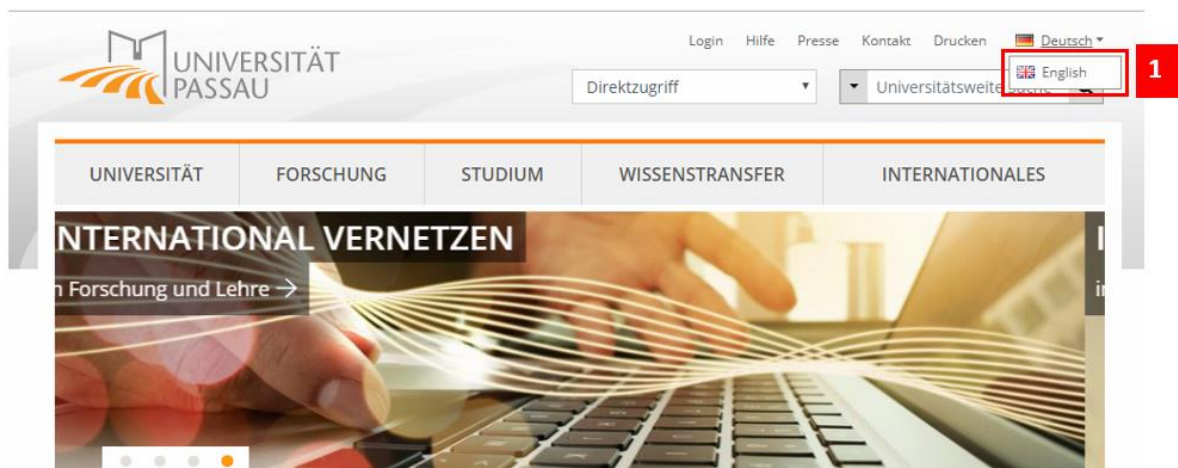 UNIVERSITÄT
PASSAU
Login Hilfe Presse Kontakt Drucken Deutsch
English
1
Direktzugriff
Universitätsweite Suche
UNIVERSITÄT FORSCHUNG STUDIUM WISSENSTRANSFER INTERNATIONALES
NTERNATIONAL VERNETZEN
I
n Forschung und Lehre →
i